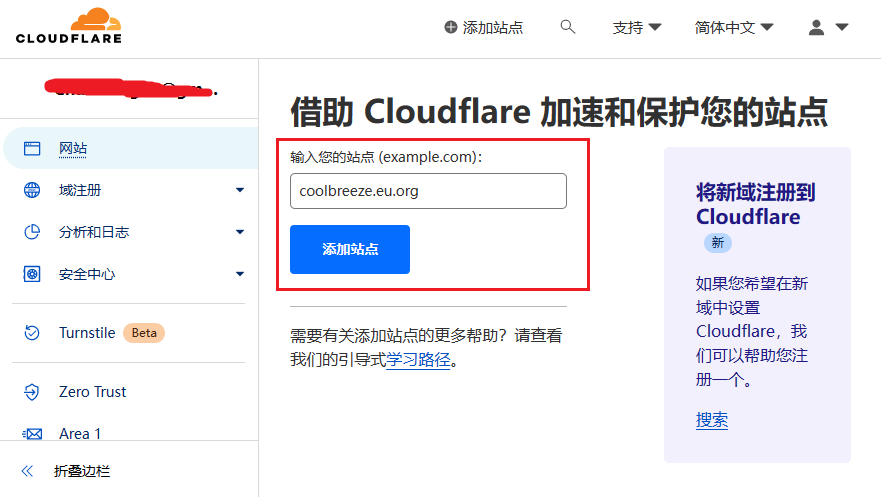 CLOUDFLARE
添加站点
支持
简体中文
网站
域注册
分析和日志
安全中心
Turnstile Beta
Zero Trust
Area 1
折叠边栏
借助 Cloudflare 加速和保护您的站点
输入您的站点 (example.com)：
coolbreeze.eu.org
添加站点
需要有关添加站点的更多帮助？请查看
我们的引导式学习路径。
将新域注册到
Cloudflare
新
如果您希望在新
域中设置
Cloudflare，我
们可以帮助您注
册一个。
搜索